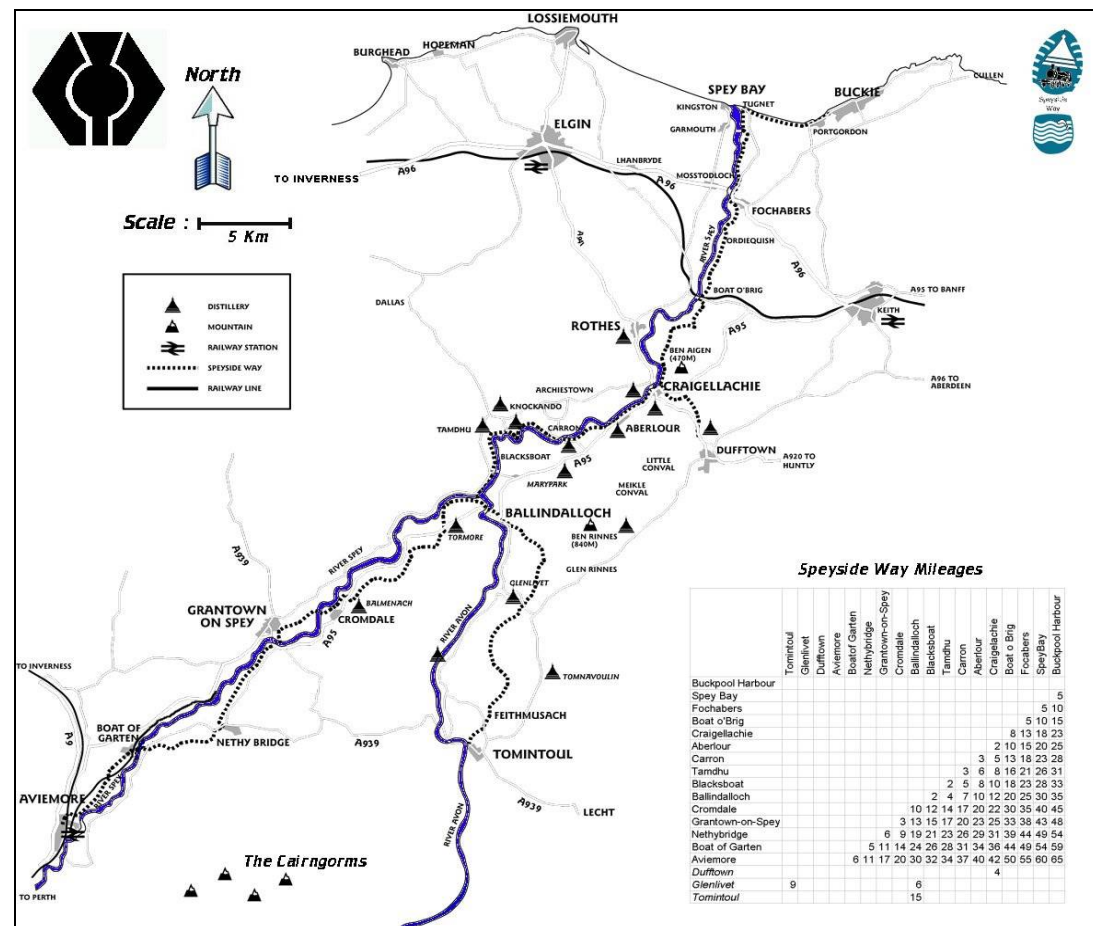 LOSSIEMOUTH
HOPEMAN
BURGHEAD
North
SPEY BAY
BUCKIE
CULLEN
Speyside
Way
KINGSTON
TUGNET
GARMOUTH
PORTGORDON
ELGIN
LHANBRYDE
A96
TO INVERNESS
MOSSTODLOCH
A96
FOCHABERS
Scale :
5 Km
RIVER SPEY
ORDIEQUISH
A96
DISTILLERY
MOUNTAIN
RAILWAY STATION
SPEYSIDE WAY
RAILWAY LINE
A941
DALLAS
BOAT O'BRIG
A95 TO BANFF
KEITH
ROTHES
A95
BEN AIGEN
(470M)
A96 TO
ABERDEEN
ARCHIESTOWN
CRAIGELLACHIE
KNOCKANDO
TAMDHU
CARRON
ABERLOUR
DUFFTOWN
BLACKSBOAT
A95
LITTLE
CONVAL
A920 TO
HUNTLY
MARYPARK
MEIKLE
CONVAL
BALLINDALLOCH
TORMORE
BEN RINNES
(840M)
GLEN RINNES
A939
RIVER SPEY
GLENLIVET
BALMENACH
GRANTOWN
ON SPEY
CROMDALE
A95
RIVER AVON
TO INVERNESS
TOMNAVOULIN
FEITHMUSACH
BOAT OF
GARTEN
NETHY BRIDGE
A939
TOMINTOUL
A9
RIVER SPEY
AVIEMORE
A939
LECHT
RIVER AVON
The Cairngorms
TO PERTH
Speyside Way Mileages
Tomintoul Glenlivet Dufftown Aviemore Boatof Garten Nethybridge Grantown-on-Spey Cromdale Ballindalloch Blacksboat Tamdhu Carron Aberlour Craigelachie Boat o Brig Focabers SpeyBay Buckpool Harbour
Buckpool Harbour
Spey Bay 5
Fochabers 5 10
Boat o'Brig 5 10 15
Craigellachie 8 13 18 23
Aberlour 2 10 15 20 25
Carron 3 5 13 18 23 28
Tamdhu 3 6 8 16 21 26 31
Blacksboat 2 5 8 10 18 23 28 33
Ballindalloch 2 4 7 10 12 20 25 30 35
Cromdale 10 12 14 17 20 22 30 35 40 45
Grantown-on-Spey 3 13 15 17 20 23 25 33 38 43 48
Nethybridge 6 9 19 21 23 26 29 31 39 44 49 54
Boat of Garten 5 11 14 24 26 28 31 34 36 44 49 54 59
Aviemore 6 11 17 20 30 32 34 37 40 42 50 55 60 65
Dufftown 4
Glenlivet 9 6
Tomintoul 15